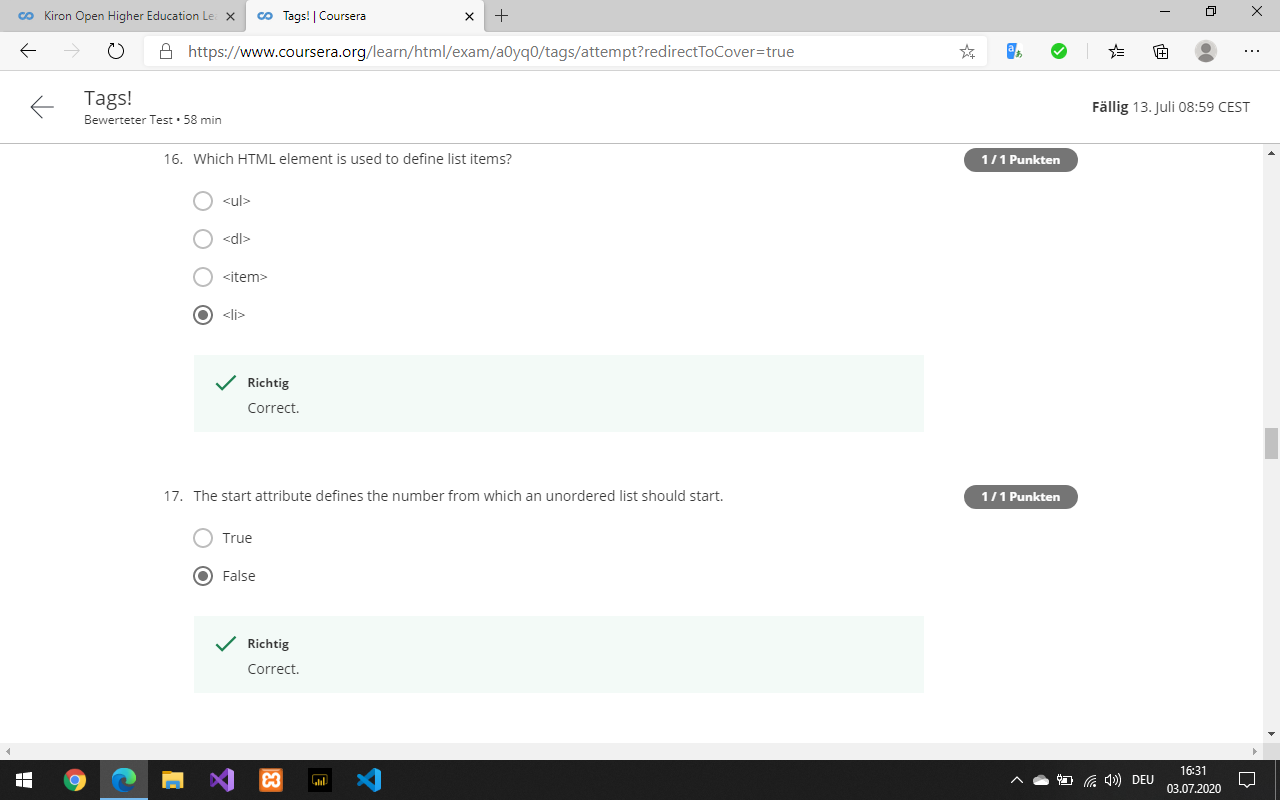 Kiron Open Higher Education Le
Tags! | Coursera
https://www.coursera.org/learn/html/exam/a0yq0/tags/attempt?redirectToCover=true
Tags!
Bewerteter Test • 58 min
Fällig 13. Juli 08:59 CEST
16. Which HTML element is used to define list items?
1 / 1 Punkten
<ul>
<dl>
<item>
<li>
Richtig
Correct.
17. The start attribute defines the number from which an unordered list should start.
1 / 1 Punkten
True
False
Richtig
Correct.
DEU
16:31
03.07.2020